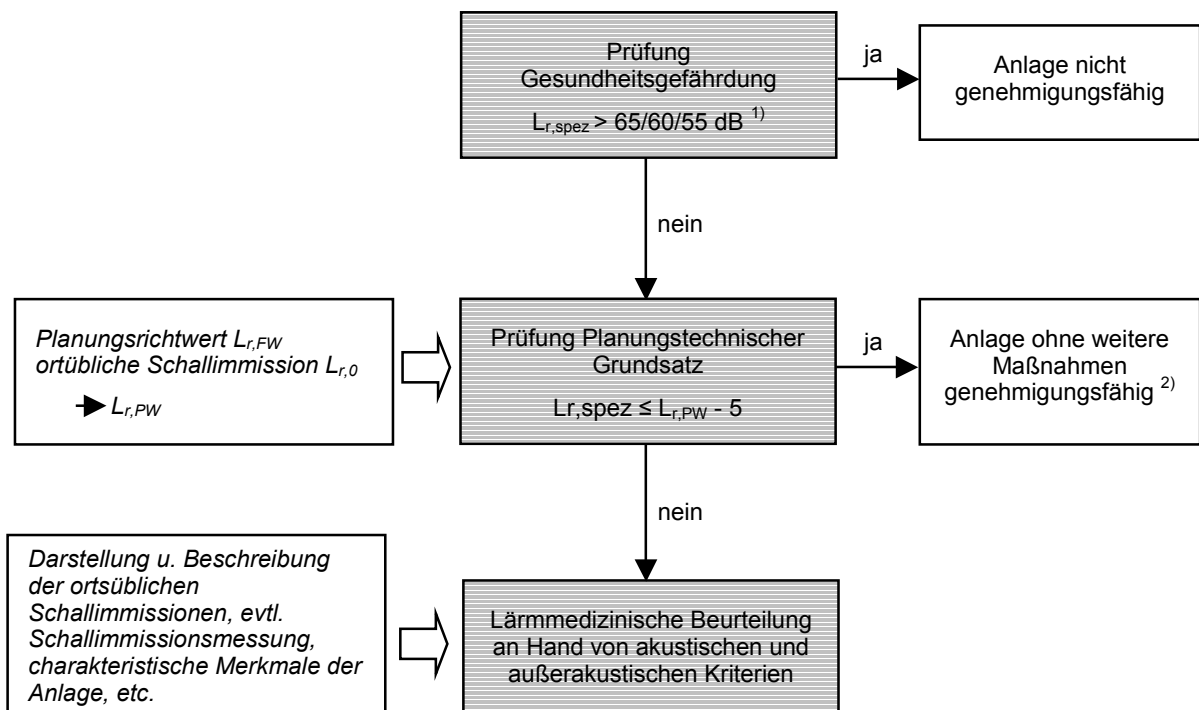 Prüfung
Gesundheitsgefährdung
Lr,spez > 65/60/55 dB 1)
ja
Anlage nicht
genehmigungsfähig
nein
Planungsrichtwert Lr,FW
ortübliche Schallimmission Lr,0
Lr,PW
Prüfung Planungstechnischer
Grundsatz
Lr,spez ≤ Lr,PW - 5
ja
Anlage ohne weitere
Maßnahmen
genehmigungsfähig 2)
nein
Darstellung u. Beschreibung
der ortsüblichen
Schallimmissionen, evtl.
Schallimmissionsmessung,
charakteristische Merkmale der
Anlage, etc.
Lärmmedizinische Beurteilung
an Hand von akustischen und
außerakustischen Kriterien